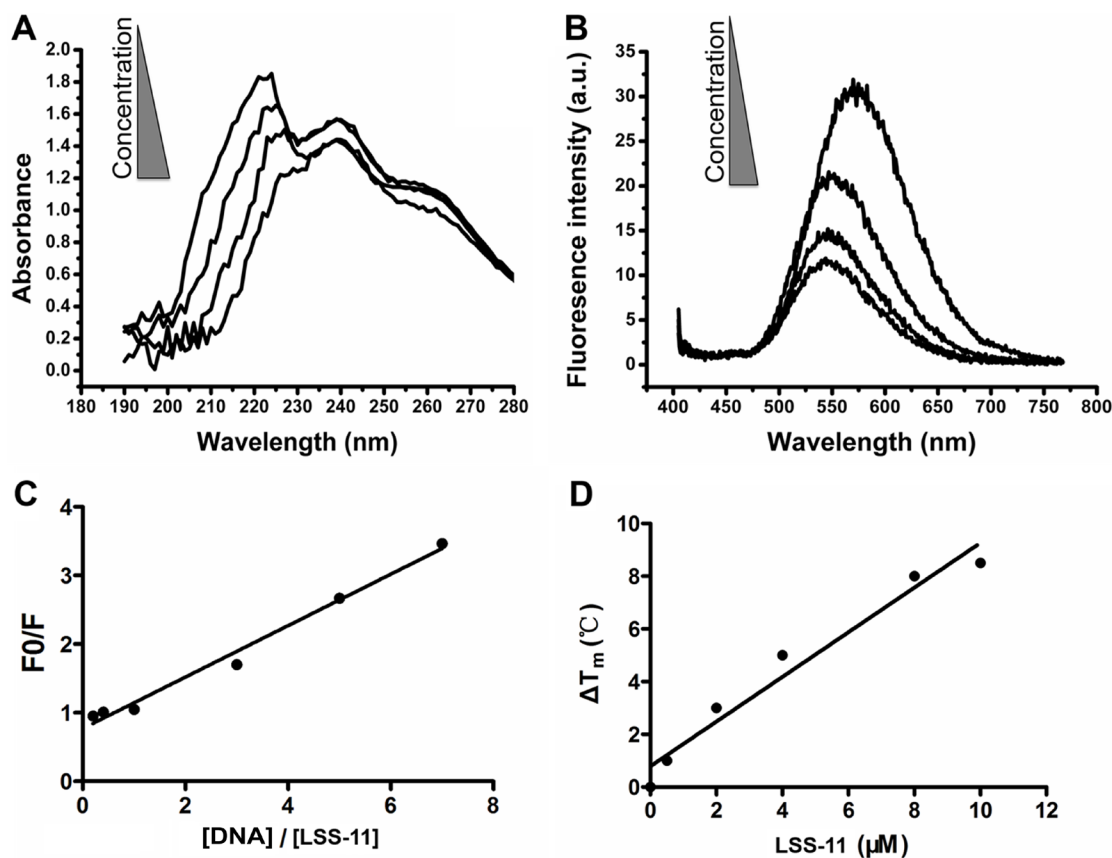 A
Concentration
Absorbance
2.0
1.8
1.6
1.4
1.2
1.0
0.8
0.6
0.4
0.2
0.0
180 190 200 210 220 230 240 250 260 270 280
Wavelength (nm)
B
Concentration
Fluoresence intensity (a.u.)
35
30
25
20
15
10
5
0
400 450 500 550 600 650 700 750 800
Wavelength (nm)
C
F0/F
4
3
2
1
0
0 2 4 6 8
[DNA] / [LSS-11]
D
ΔTm (℃)
10
8
6
4
2
0
0 2 4 6 8 10 12
LSS-11 (μM)